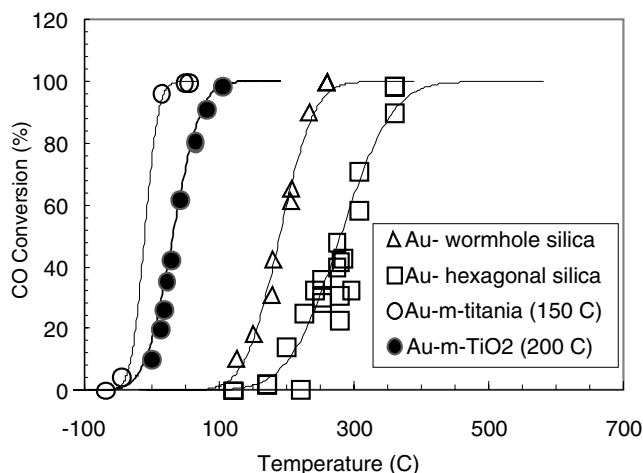 120
100
80
60
40
20
0
CO Conversion (%)
Au- wormhole silica
Au- hexagonal silica
Au-m-titania (150 C)
Au-m-TiO2 (200 C)
-100 100 300 500 700
Temperature (C)